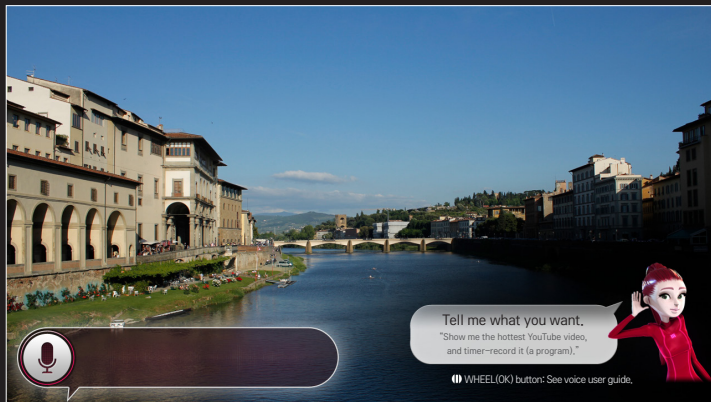 Tell me what you want.
"Show me the hottest YouTube video,
and timer-record it (a program)."
WHEEL(OK) button: See voice user guide.